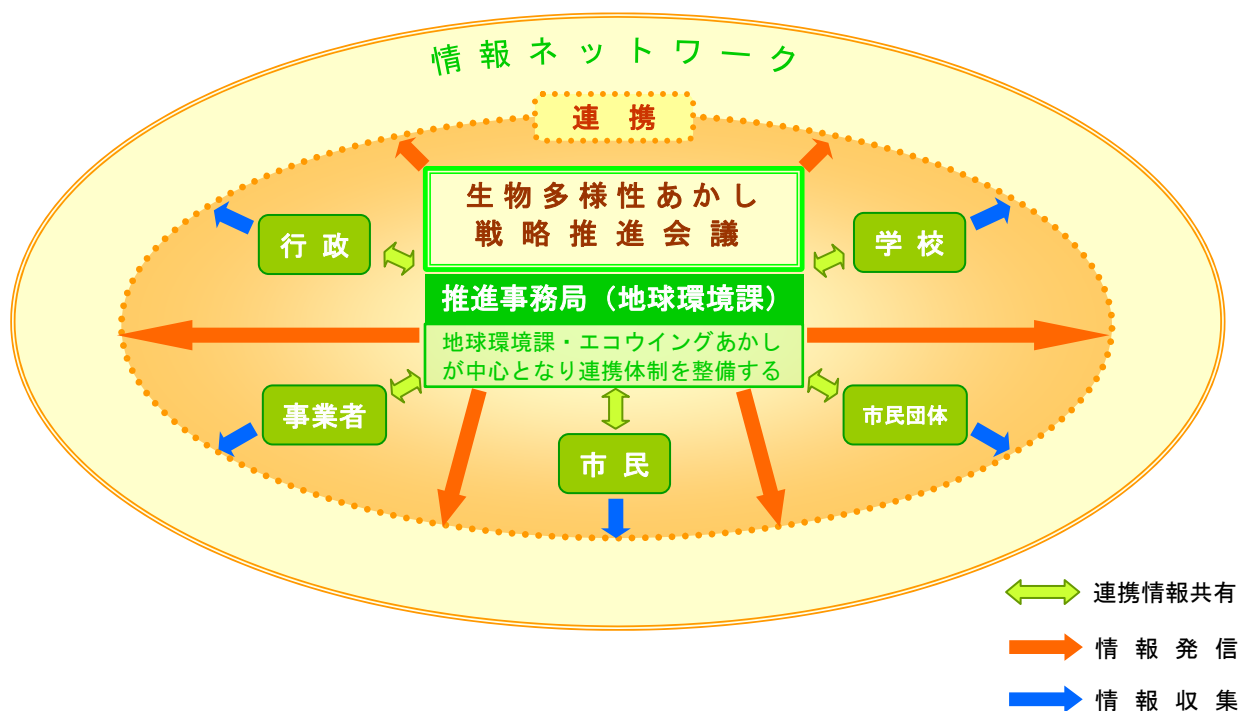 情報ネットワーク
連携
生物多様性あかし
戦略推進会議
行政
学校
推進事務局（地球環境課）
地球環境課・エコウイングあかし
が中心となり連携体制を整備する
事業者
市民団体
市民
連携情報共有
情報発信
情報収集